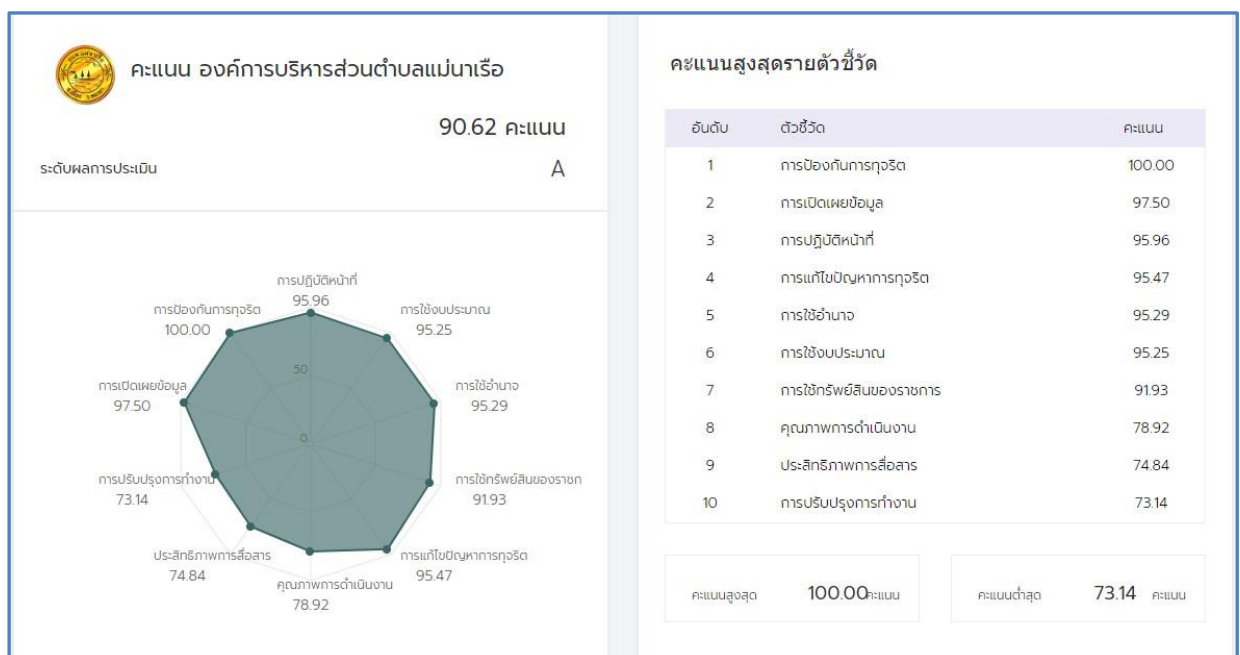 คะแนน องค์การบริหารส่วนตำบลแม่นาเรือ
90.62 คะแนน
ระดับผลการประเมิน A
การปฏิบัติหน้าที่
95.96
การป้องกันการทุจริต
100.00
การใช้งบประมาณ
95.25
50
การเปิดเผยข้อมูล
97.50
การใช้อำนาจ
95.29
0
การปรับปรุงการทำงาน
73.14
การใช้ทรัพย์สินของราชก
91.93
ประสิทธิภาพการสื่อสาร
74.84
การแก้ไขปัญหาการทุจริต
95.47
คุณภาพการดำเนินงาน
78.92
คะแนนสูงสุดรายตัวชี้วัด
อันดับ ตัวชี้วัด คะแนน
1 การป้องกันการทุจริต 100.00
2 การเปิดเผยข้อมูล 97.50
3 การปฏิบัติหน้าที่ 95.96
4 การแก้ไขปัญหาการทุจริต 95.47
5 การใช้อำนาจ 95.29
6 การใช้งบประมาณ 95.25
7 การใช้ทรัพย์สินของราชการ 91.93
8 คุณภาพการดำเนินงาน 78.92
9 ประสิทธิภาพการสื่อสาร 74.84
10 การปรับปรุงการทำงาน 73.14
คะแนนสูงสุด 100.00 คะแนน คะแนนต่ำสุด 73.14 คะแนน